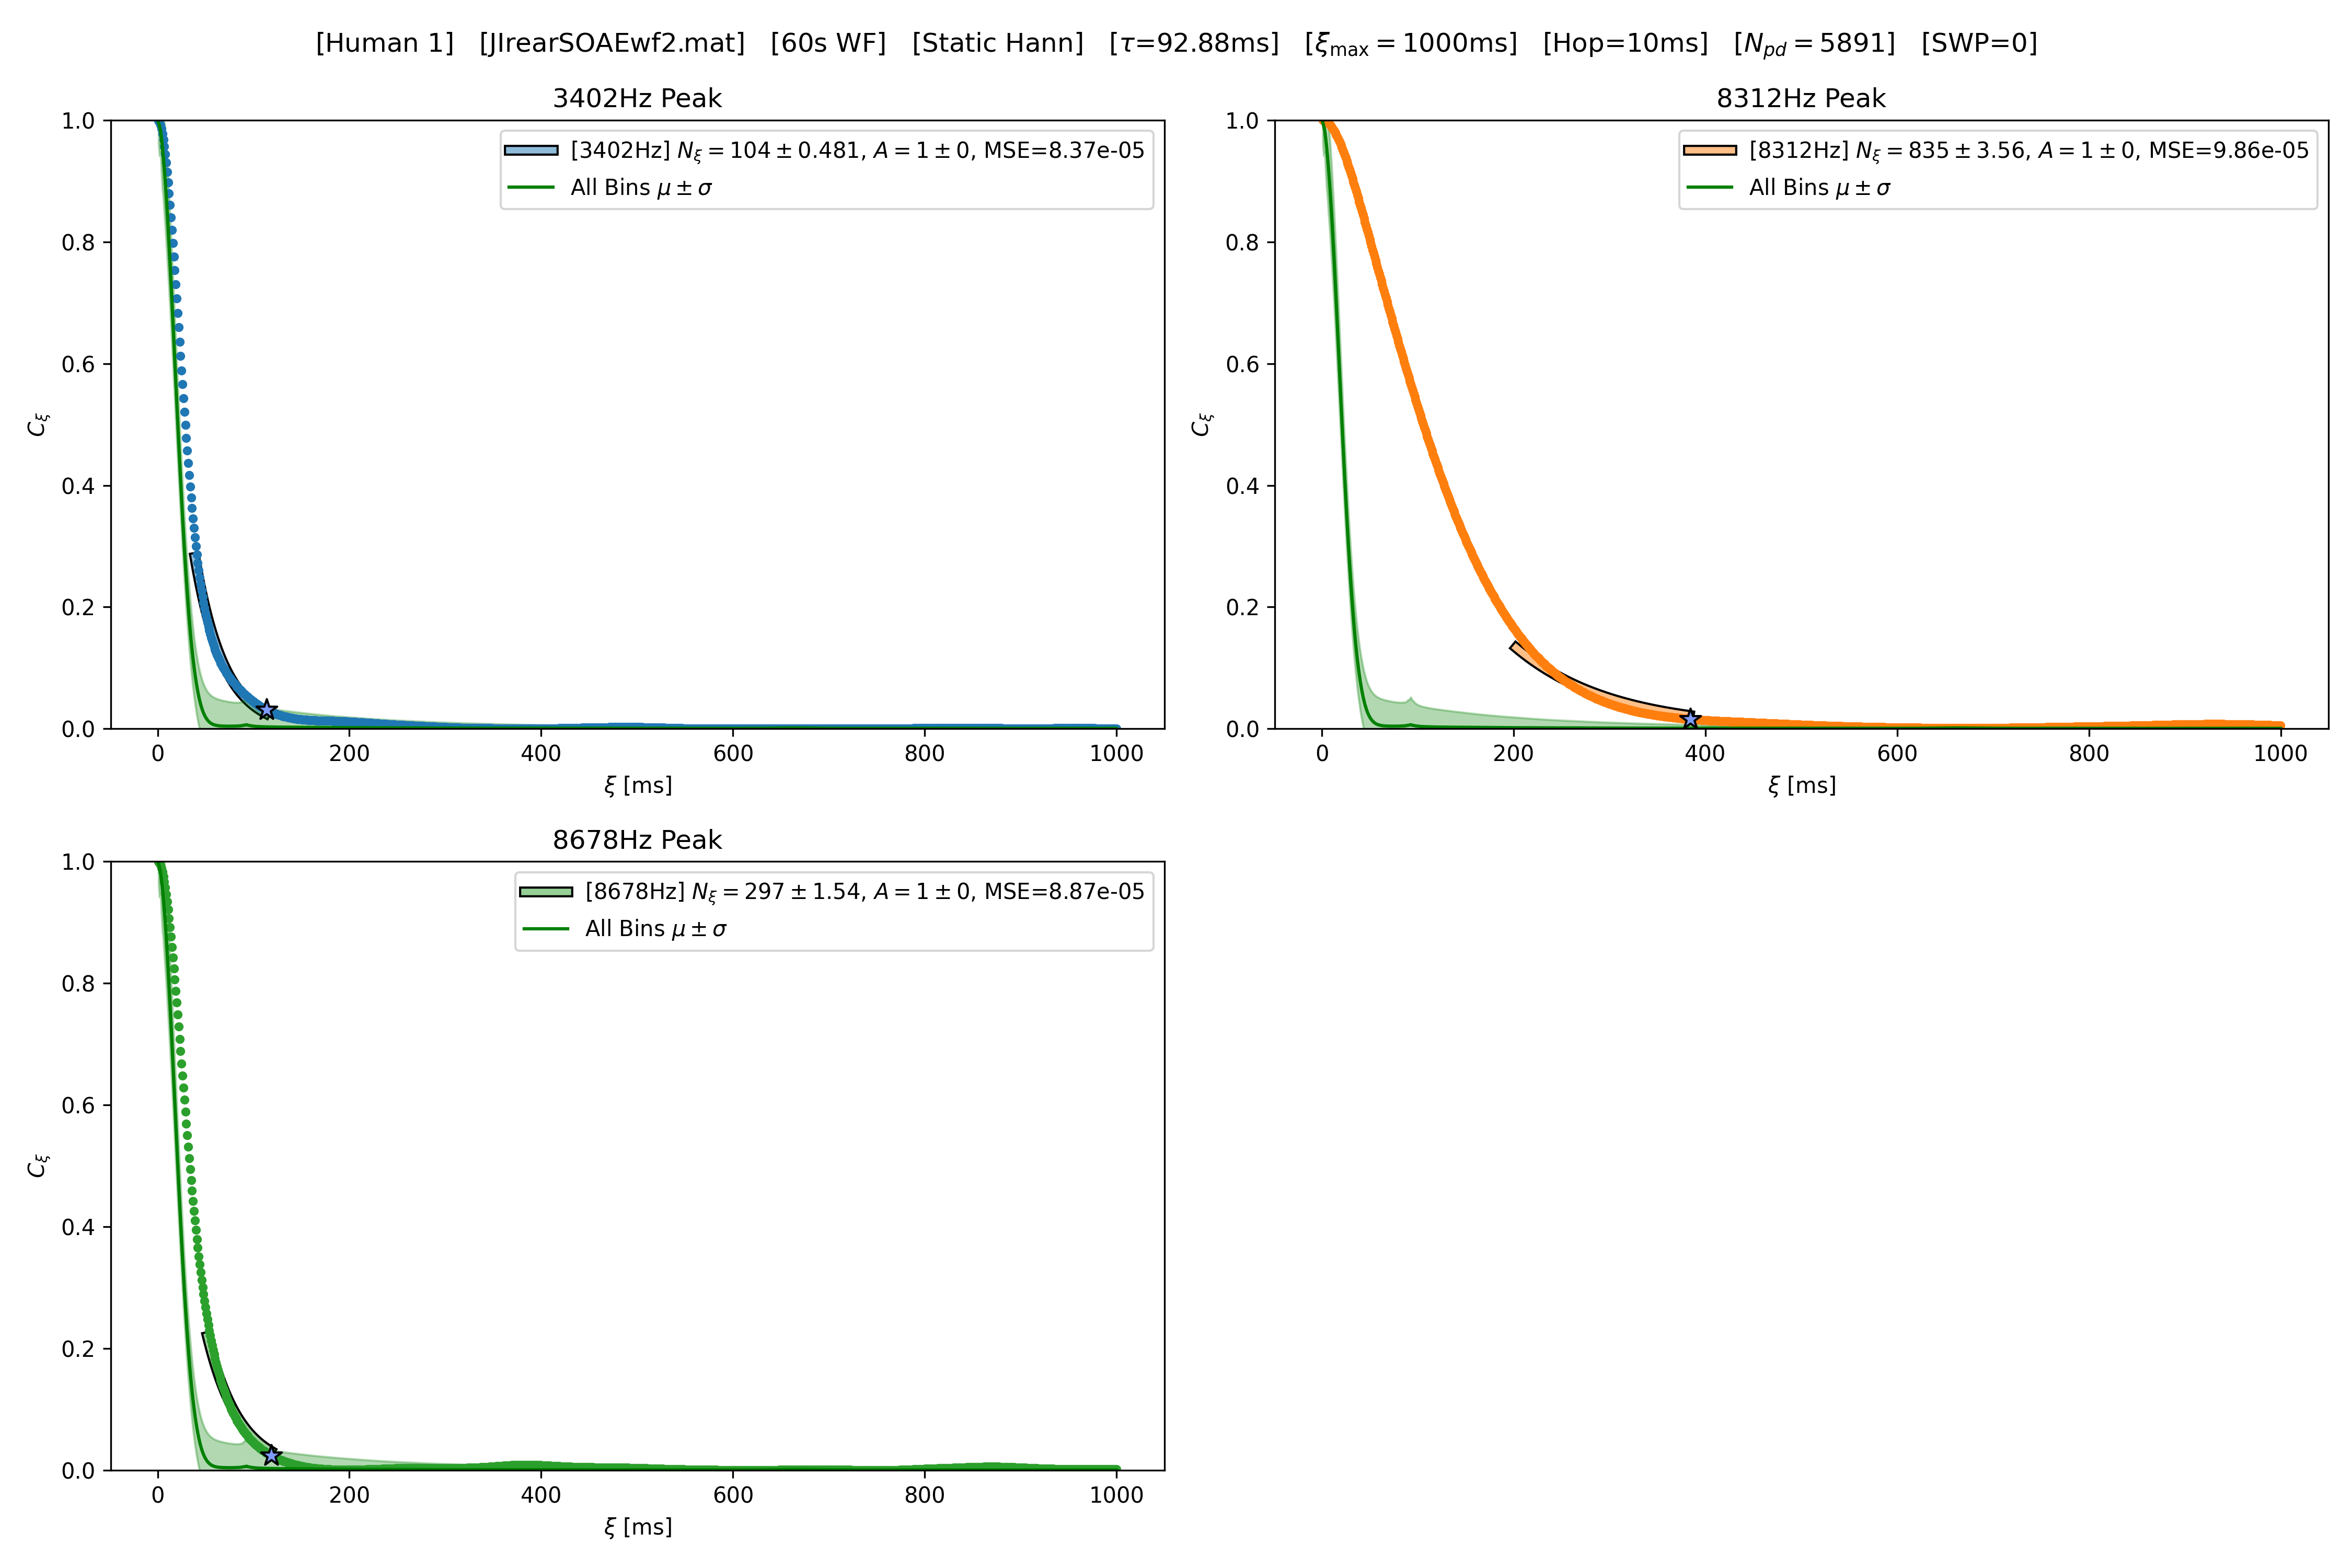 [Human 1] [JIrearSOAEwf2.mat] [60s WF] [Static Hann] [τ=92.88ms] [ξmax = 1000ms] [Hop=10ms] [Npd = 5891] [SWP=0]
3402Hz Peak
1.0
0.8
0.6
0.4
0.2
0.0
Cξ
[3402Hz] Nξ = 104 ± 0.481, A = 1 ± 0, MSE=8.37e-05
All Bins μ ± σ
0 200 400 600 800 1000
ξ [ms]
8312Hz Peak
1.0
0.8
0.6
0.4
0.2
0.0
Cξ
[8312Hz] Nξ = 835 ± 3.56, A = 1 ± 0, MSE=9.86e-05
All Bins μ ± σ
0 200 400 600 800 1000
ξ [ms]
8678Hz Peak
1.0
0.8
0.6
0.4
0.2
0.0
Cξ
[8678Hz] Nξ = 297 ± 1.54, A = 1 ± 0, MSE=8.87e-05
All Bins μ ± σ
0 200 400 600 800 1000
ξ [ms]